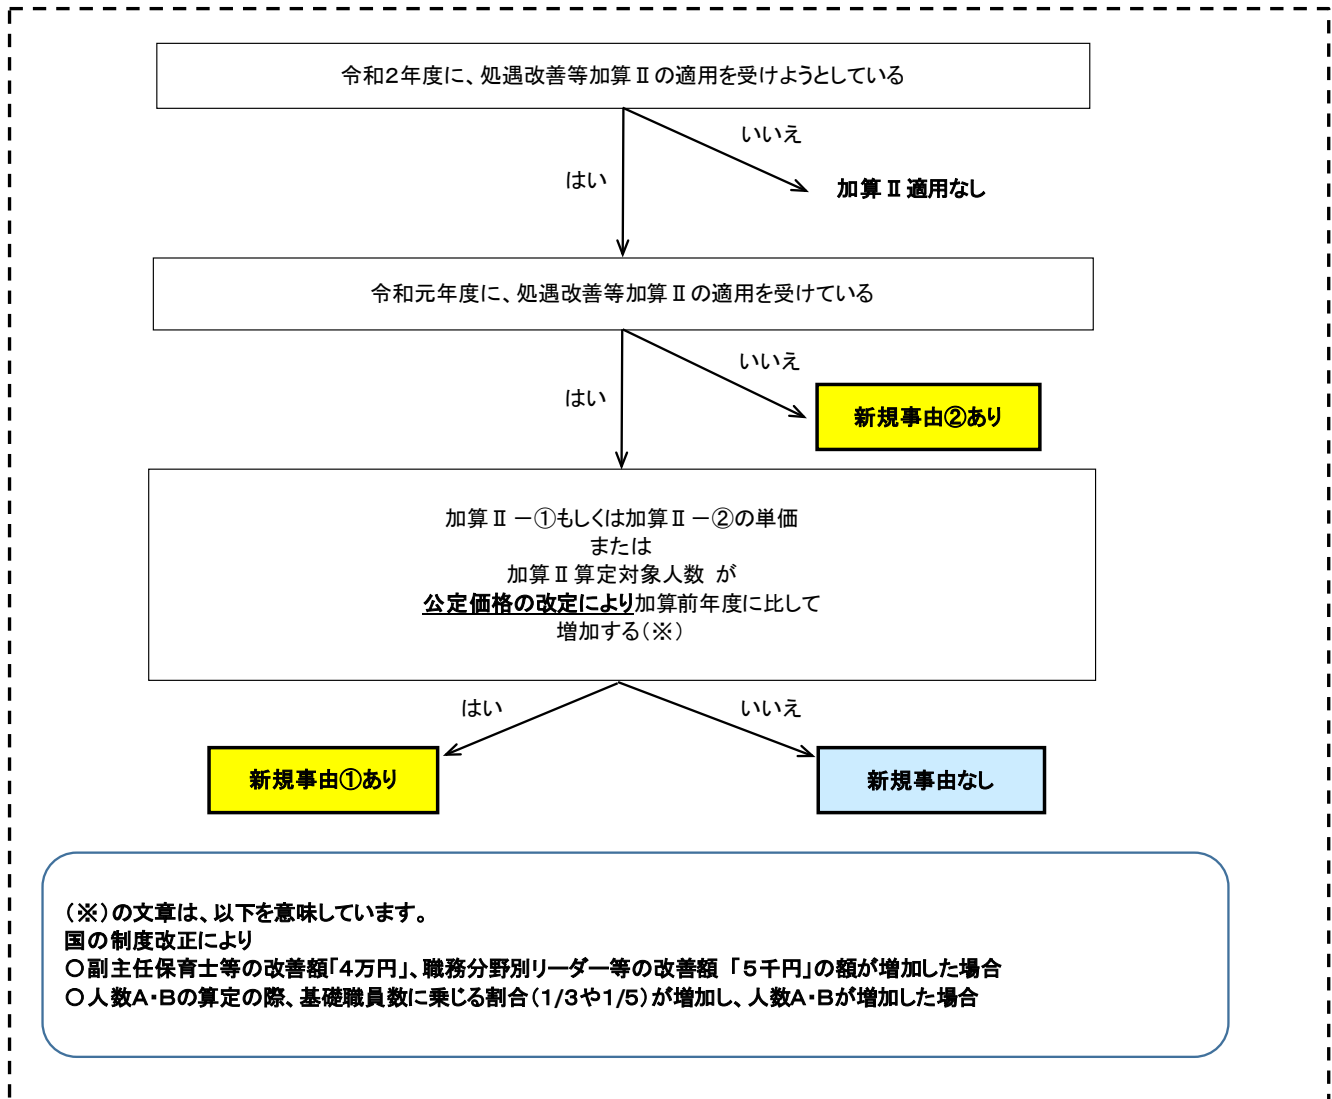 令和２年度に、処遇改善等加算Ⅱの適用を受けようとしている
いいえ
はい
加算Ⅱ適用なし
令和元年度に、処遇改善等加算Ⅱの適用を受けている
いいえ
はい
新規事由②あり
加算Ⅱ－①もしくは加算Ⅱ－②の単価
または
加算Ⅱ算定対象人数 が
公定価格の改定により加算前年度に比して
増加する（※）
はい
いいえ
新規事由①あり
新規事由なし
（※）の文章は、以下を意味しています。
国の制度改正により
〇副主任保育士等の改善額「４万円」、職務分野別リーダー等の改善額 「５千円」の額が増加した場合
〇人数Ａ・Ｂの算定の際、基礎職員数に乗じる割合（1/3や1/5）が増加し、人数Ａ・Ｂが増加した場合